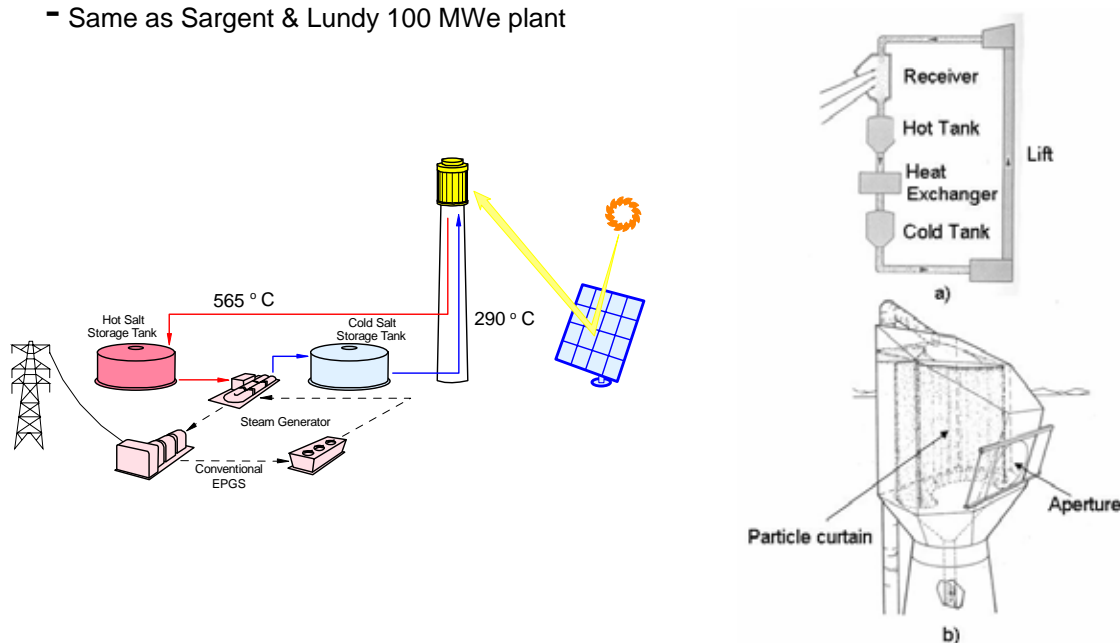 - Same as Sargent & Lundy 100 MWe plant
565 ° C
Hot Salt
Storage Tank
Cold Salt
Storage Tank
290 ° C
Steam Generator
Conventional
EPGS
Receiver
Hot Tank
Lift
Heat
Exchanger
Cold Tank
a)
Aperture
Particle curtain
b)